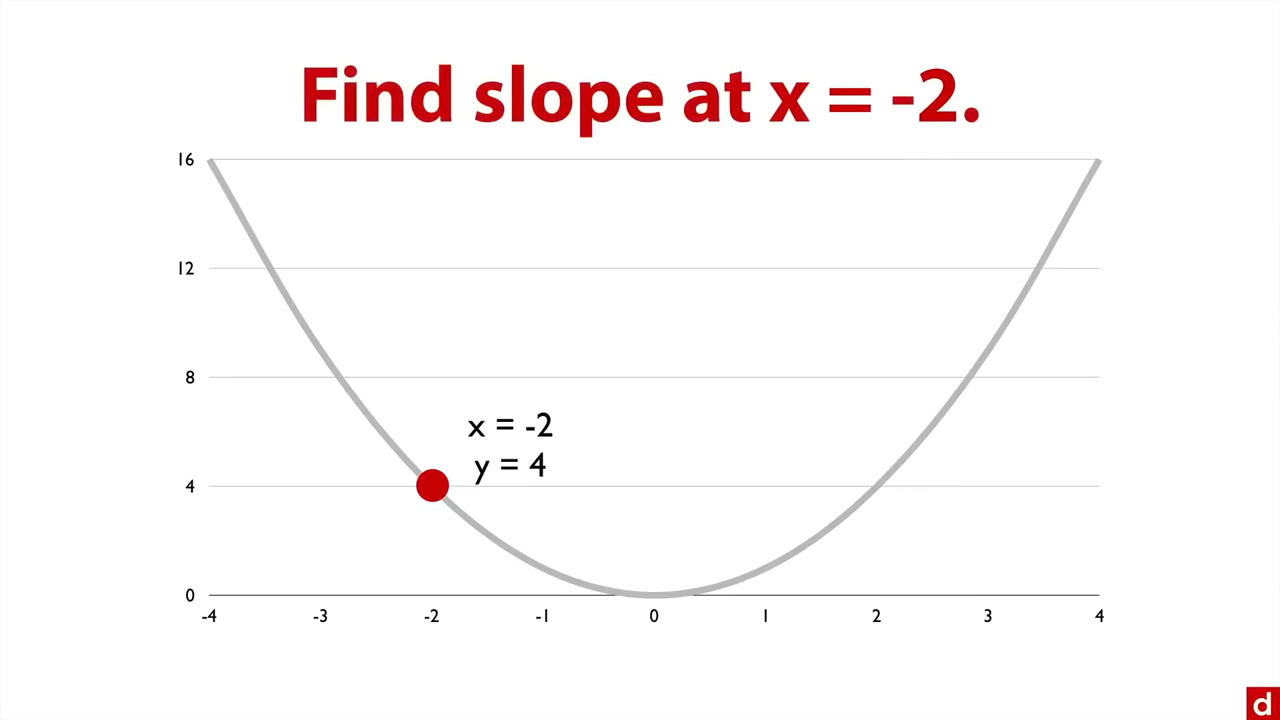 Find slope at x = -2.
16
12
x = -2
8
y = 4
4
0
-4 -3 -2 -1 0 1 2 3 4
d